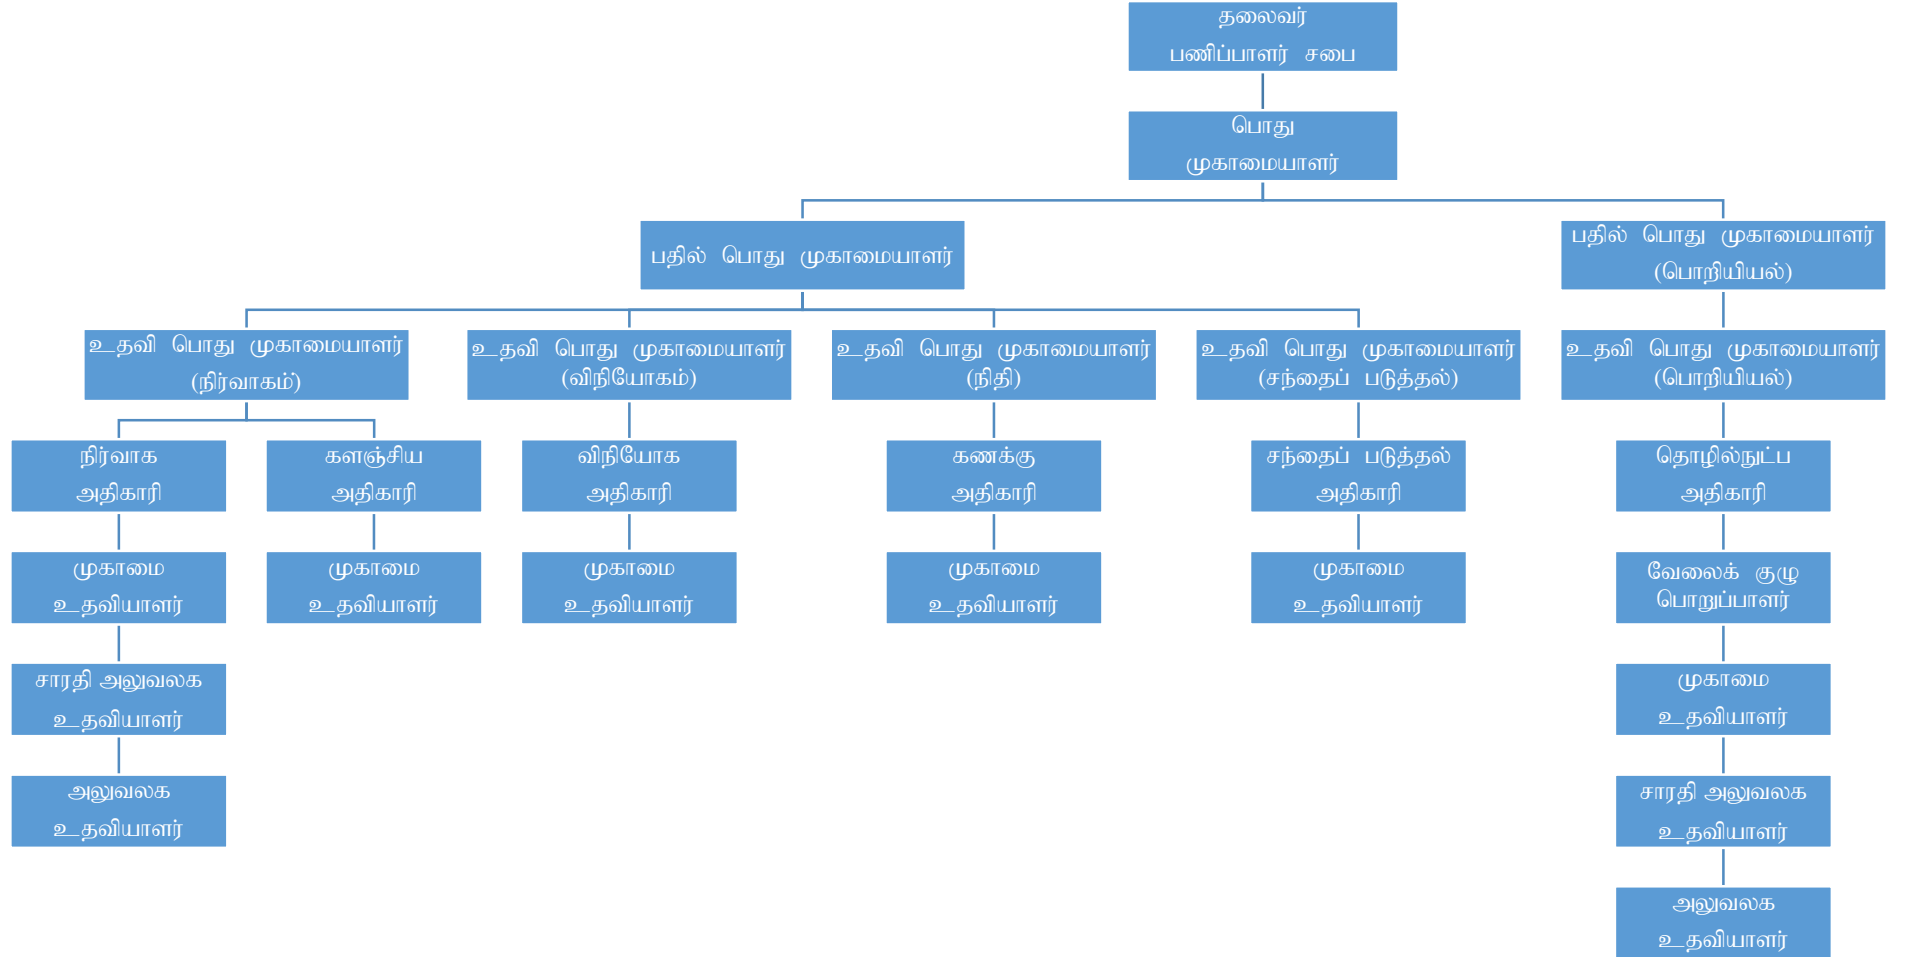 தலைவர்
பணிப்பாளர் சபை
பொது
முகாமையாளர்
பதில் பொது முகாமையாளர்
பதில் பொது முகாமையாளர்
(பொறியியல்)
உதவி பொது முகாமையாளர்
(நிர்வாகம்)
உதவி பொது முகாமையாளர்
(விநியோகம்)
உதவி பொது முகாமையாளர்
(நிதி)
உதவி பொது முகாமையாளர்
(சந்தைப் படுத்தல்)
உதவி பொது முகாமையாளர்
(பொறியியல்)
நிர்வாக
அதிகாரி
களஞ்சிய
அதிகாரி
விநியோக
அதிகாரி
கணக்கு
அதிகாரி
சந்தைப் படுத்தல்
அதிகாரி
தொழில்நுட்ப
அதிகாரி
முகாமை
உதவியாளர்
முகாமை
உதவியாளர்
முகாமை
உதவியாளர்
முகாமை
உதவியாளர்
முகாமை
உதவியாளர்
வேலைக் குழு
பொறுப்பாளர்
சாரதி அலுவலக
உதவியாளர்
முகாமை
உதவியாளர்
அலுவலக
உதவியாளர்
சாரதி அலுவலக
உதவியாளர்
அலுவலக
உதவியாளர்